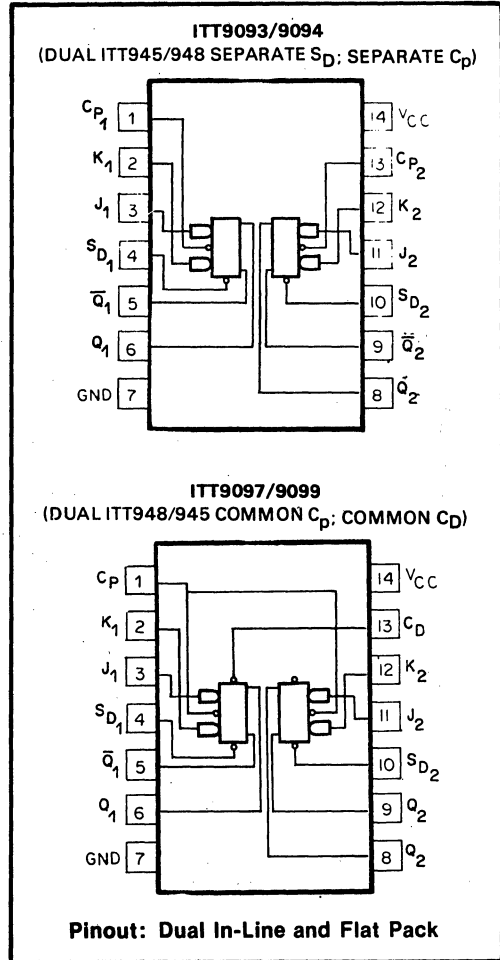 ITT9093/9094
(DUAL ITT945/948 SEPARATE SD; SEPARATE Cp)
CP1 1
14 VCC
K1 2
13 CP2
J1 3
12 K2
SD1 4
11 J2
Q̅1 5
10 SD2
Q1 6
9 Q̅2
GND 7
8 Q2
ITT9097/9099
(DUAL ITT948/945 COMMON Cp; COMMON CD)
CP 1
14 VCC
K1 2
13 CD
J1 3
12 K2
SD1 4
11 J2
Q̅1 5
10 SD2
Q1 6
9 Q2
GND 7
8 Q2
Pinout: Dual In-Line and Flat Pack